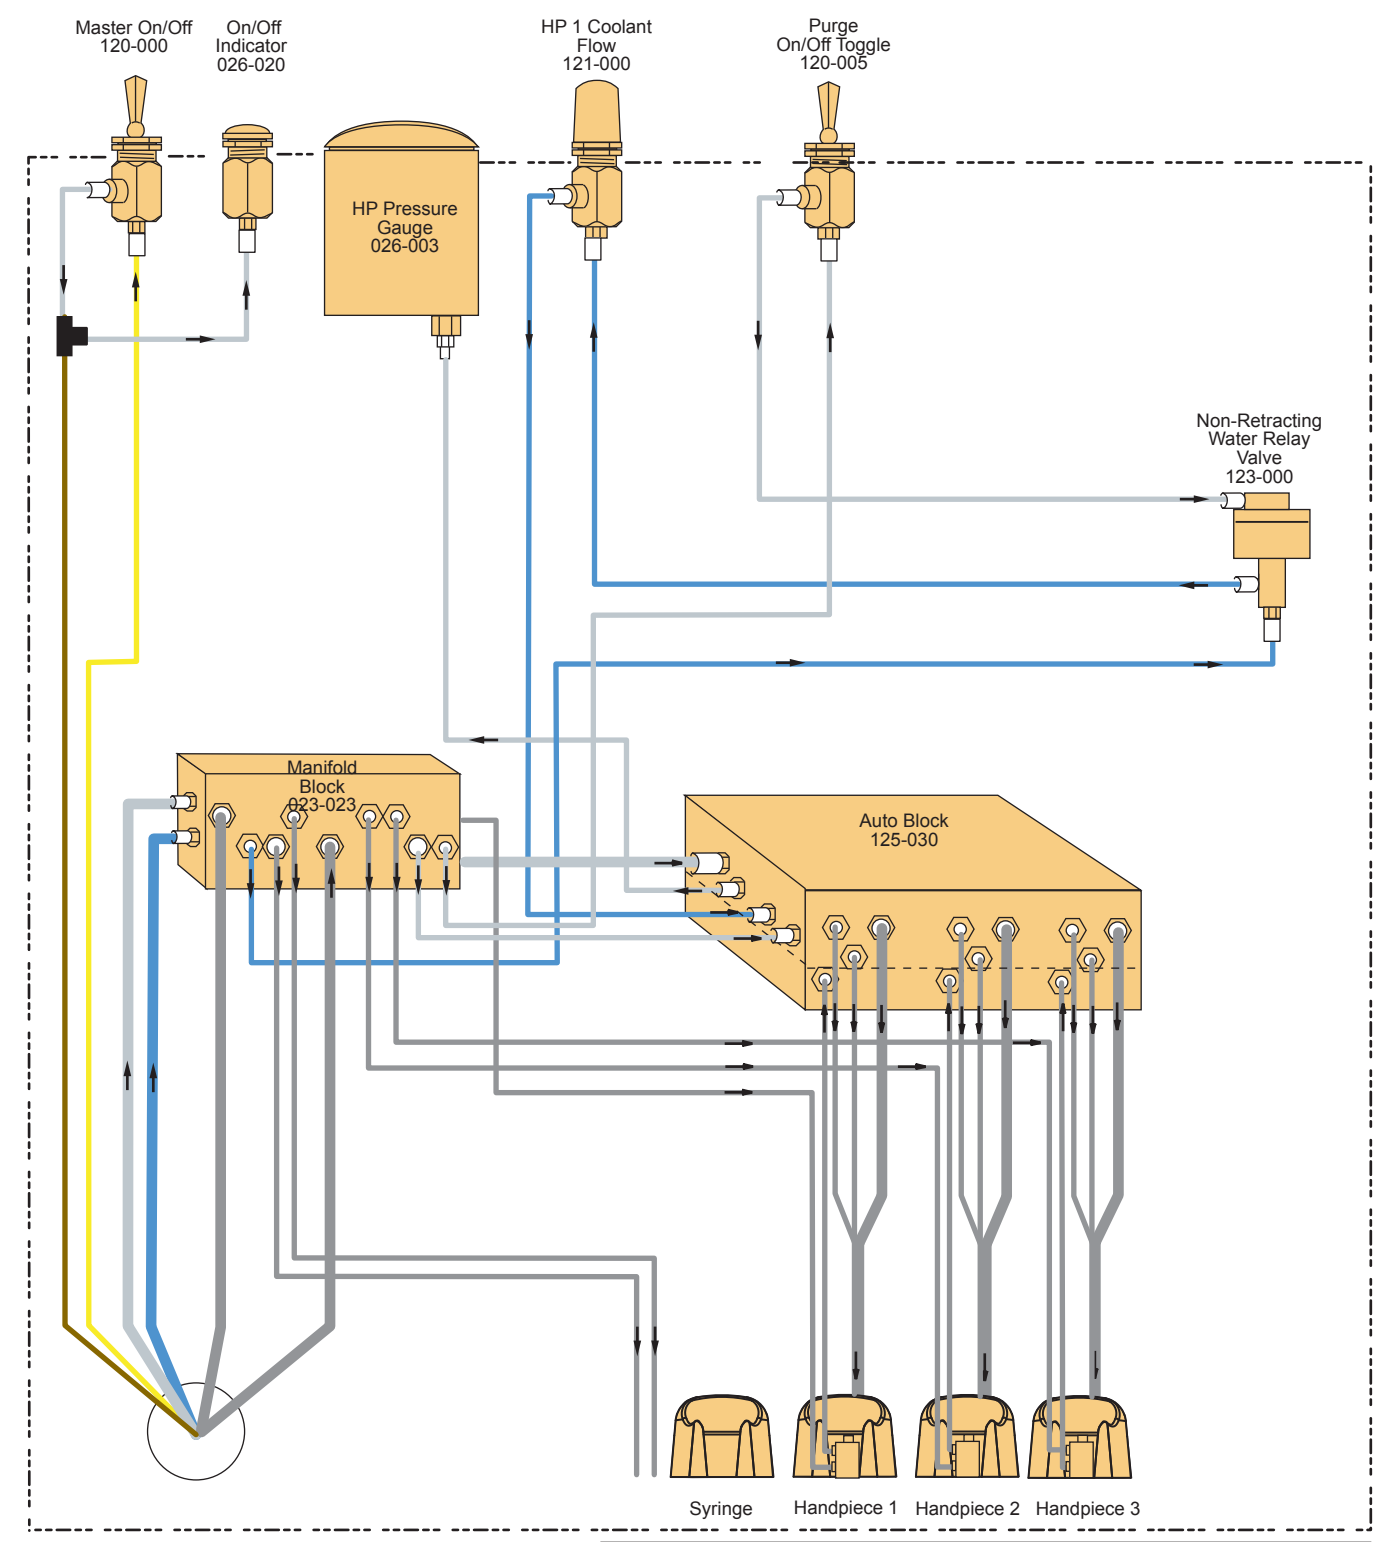 Master On/Off
120-000
On/Off
Indicator
026-020
HP 1 Coolant
Flow
121-000
Purge
On/Off Toggle
120-005
HP Pressure
Gauge
026-003
Non-Retracting
Water Relay
Valve
123-000
Manifold
Block
023-023
Auto Block
125-030
Syringe
Handpiece 1
Handpiece 2
Handpiece 3